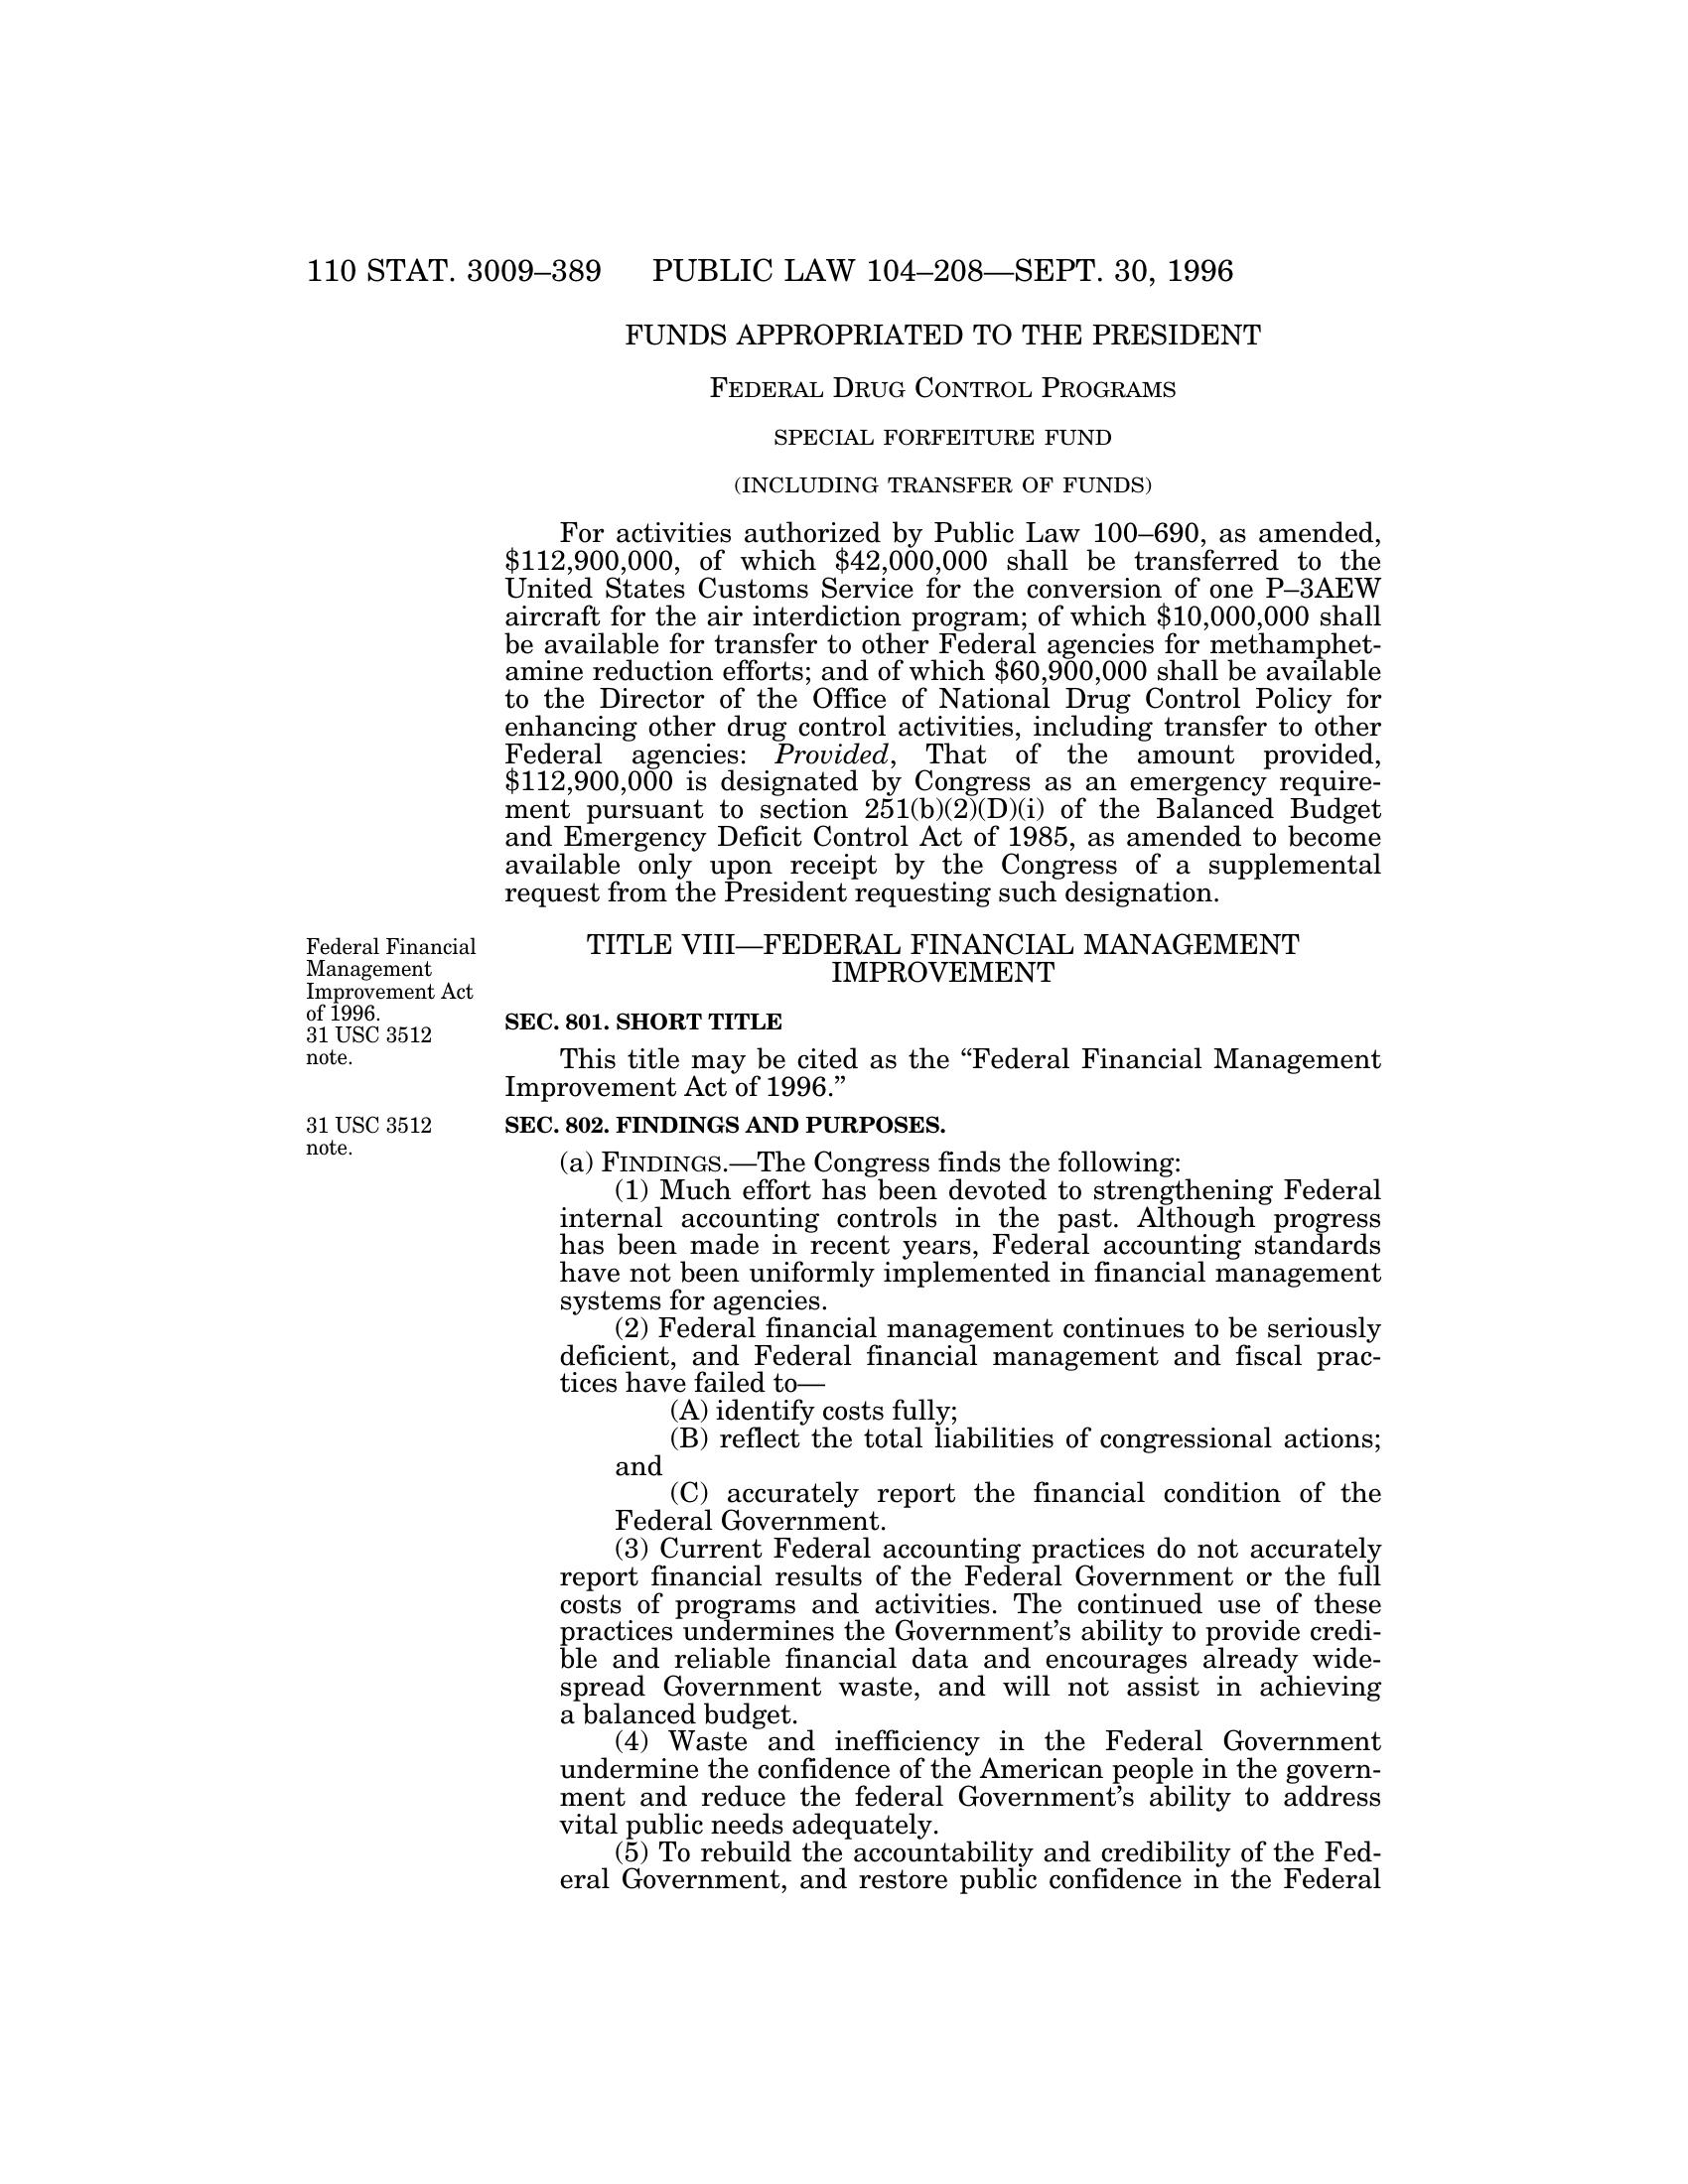 110 STAT. 3009–389 PUBLIC LAW 104–208—SEPT. 30, 1996
FUNDS APPROPRIATED TO THE PRESIDENT
FEDERAL DRUG CONTROL PROGRAMS
SPECIAL FORFEITURE FUND
(INCLUDING TRANSFER OF FUNDS)
For activities authorized by Public Law 100–690, as amended,
$112,900,000, of which $42,000,000 shall be transferred to the
United States Customs Service for the conversion of one P–3AEW
aircraft for the air interdiction program; of which $10,000,000 shall
be available for transfer to other Federal agencies for methamphet-
amine reduction efforts; and of which $60,900,000 shall be available
to the Director of the Office of National Drug Control Policy for
enhancing other drug control activities, including transfer to other
Federal agencies: Provided, That of the amount provided,
$112,900,000 is designated by Congress as an emergency require-
ment pursuant to section 251(b)(2)(D)(i) of the Balanced Budget
and Emergency Deficit Control Act of 1985, as amended to become
available only upon receipt by the Congress of a supplemental
request from the President requesting such designation.
Federal Financial
Management
Improvement Act
of 1996.
31 USC 3512
note.
TITLE VIII—FEDERAL FINANCIAL MANAGEMENT
IMPROVEMENT
SEC. 801. SHORT TITLE
This title may be cited as the “Federal Financial Management
Improvement Act of 1996.”
31 USC 3512
note.
SEC. 802. FINDINGS AND PURPOSES.
(a) FINDINGS.—The Congress finds the following:
(1) Much effort has been devoted to strengthening Federal
internal accounting controls in the past. Although progress
has been made in recent years, Federal accounting standards
have not been uniformly implemented in financial management
systems for agencies.
(2) Federal financial management continues to be seriously
deficient, and Federal financial management and fiscal prac-
tices have failed to—
(A) identify costs fully;
(B) reflect the total liabilities of congressional actions;
and
(C) accurately report the financial condition of the
Federal Government.
(3) Current Federal accounting practices do not accurately
report financial results of the Federal Government or the full
costs of programs and activities. The continued use of these
practices undermines the Government’s ability to provide credi-
ble and reliable financial data and encourages already wide-
spread Government waste, and will not assist in achieving
a balanced budget.
(4) Waste and inefficiency in the Federal Government
undermine the confidence of the American people in the govern-
ment and reduce the federal Government’s ability to address
vital public needs adequately.
(5) To rebuild the accountability and credibility of the Fed-
eral Government, and restore public confidence in the Federal